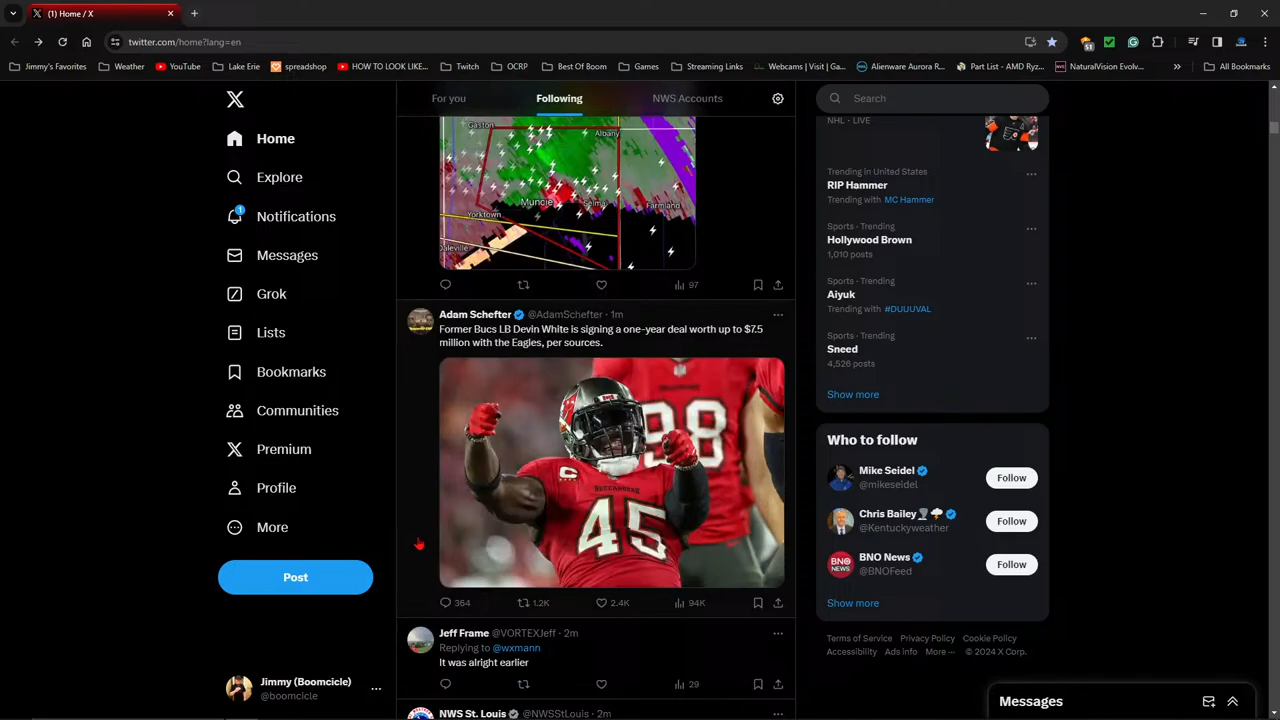 (1) Home / X
twitter.com/home?lang=en
Jimmy's Favorites
Weather
YouTube
Lake Erie
spreadshop
HOW TO LOOK LIKE...
Twitch
OCRP
Best Of Boom
Games
Streaming Links
Webcams | Visit | Ga...
Alienware Aurora R...
Part List - AMD Ryz...
NaturalVision Evolv...
All Bookmarks
Home
Explore
1
Notifications
Messages
Grok
Lists
Bookmarks
Communities
Premium
Profile
More
Post
Jimmy (Boomcicle)
@boomcicle
For you
Following
NWS Accounts
Gaston
Albany
Muncie
Selma
Farmland
Yorktown
Daleville
97
Adam Schefter @AdamSchefter · 1m
Former Bucs LB Devin White is signing a one-year deal worth up to $7.5
million with the Eagles, per sources.
98
C
BUCCANEERS
45
364
1.2K
2.4K
94K
Jeff Frame @VORTEXJeff · 2m
Replying to @wxmann
It was alright earlier
29
NWS St. Louis @NWSStLouis · 2m
Search
NHL · LIVE
Trending in United States
RIP Hammer
Trending with MC Hammer
Sports · Trending
Hollywood Brown
1,010 posts
Sports · Trending
Aiyuk
Trending with #DUUUVAL
Sports · Trending
Sneed
4,526 posts
Show more
Who to follow
Mike Seidel
@mikeseidel
Follow
Chris Bailey
@Kentuckyweather
Follow
BNO NEWS
BNO News
@BNOFeed
Follow
Show more
Terms of Service Privacy Policy Cookie Policy
Accessibility Ads info More ··· © 2024 X Corp.
Messages